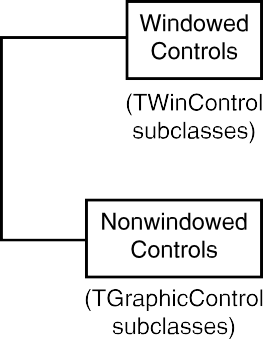 Windowed
Controls
(TWinControl
subclasses)
Nonwindowed
Controls
(TGraphicControl
subclasses)